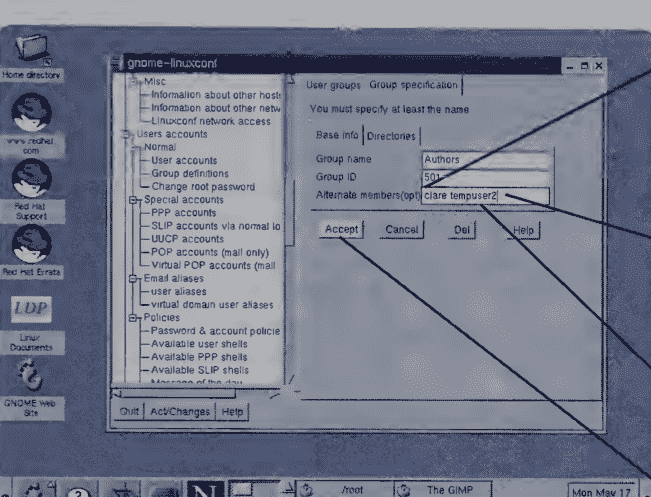 Home directory
www.redhat.
com
Red Hat
Support
Red Hat Errata
LDP
Linux
Documents
GNOME Web
Site
gnome-linuxconf
Misc
Information about other hosts
Information about other netw
Linuxconf network access
Users accounts
Normal
User accounts
Group definitions
Change root password
Special accounts
PPP accounts
SLIP accounts via normal lo
UUCP accounts
POP accounts (mail only)
Virtual POP accounts (mail
Email aliases
user aliases
virtual domain user aliases
Policies
Password & account policie
Available user shells
Available PPP shells
Available SLIP shells
Message of the day
Quit Act/Changes Help
User groups Group specification
You must specify at least the name
Base info Directories
Group name Authors
Group ID 501
Alternate members(opt) clare tempuser2
Accept Cancel Del Help
N /root The GIMP Mon May 17